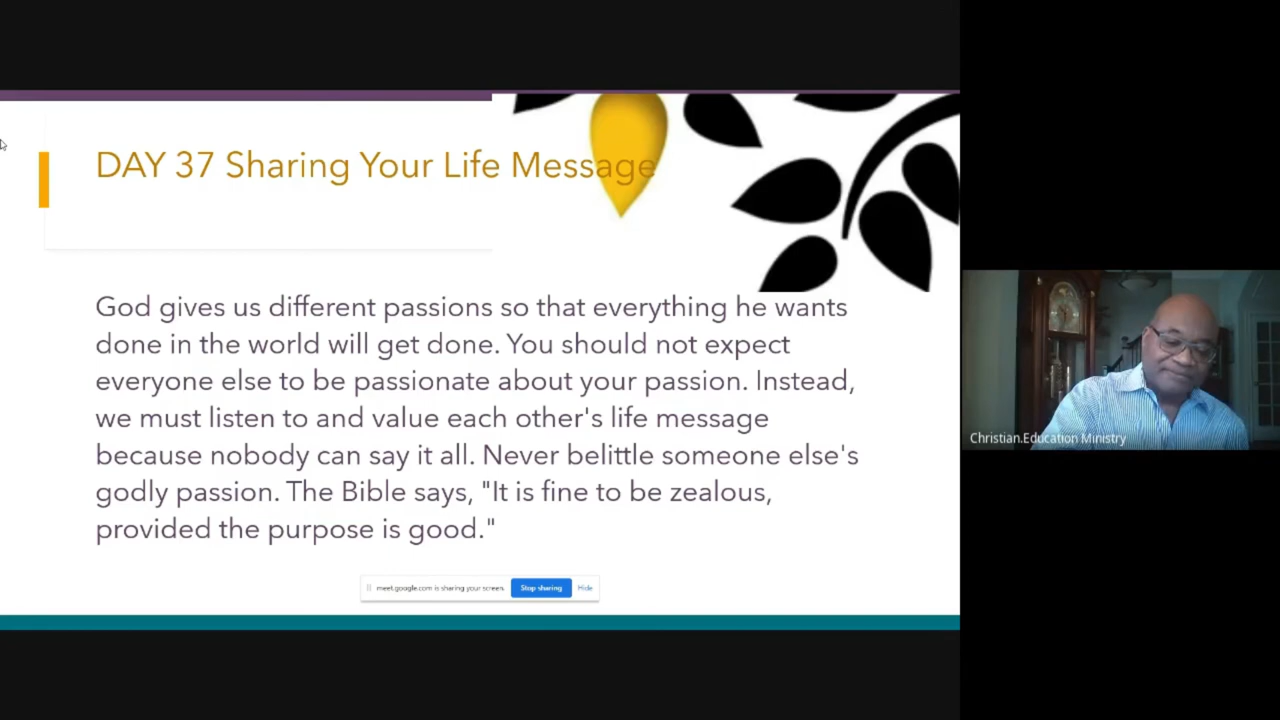 DAY 37 Sharing Your Life Message
God gives us different passions so that everything he wants
done in the world will get done. You should not expect
everyone else to be passionate about your passion. Instead,
we must listen to and value each other's life message
because nobody can say it all. Never belittle someone else's
godly passion. The Bible says, "It is fine to be zealous,
provided the purpose is good."
meet.google.com is sharing your screen. Stop sharing Hide
Christian.Education Ministry